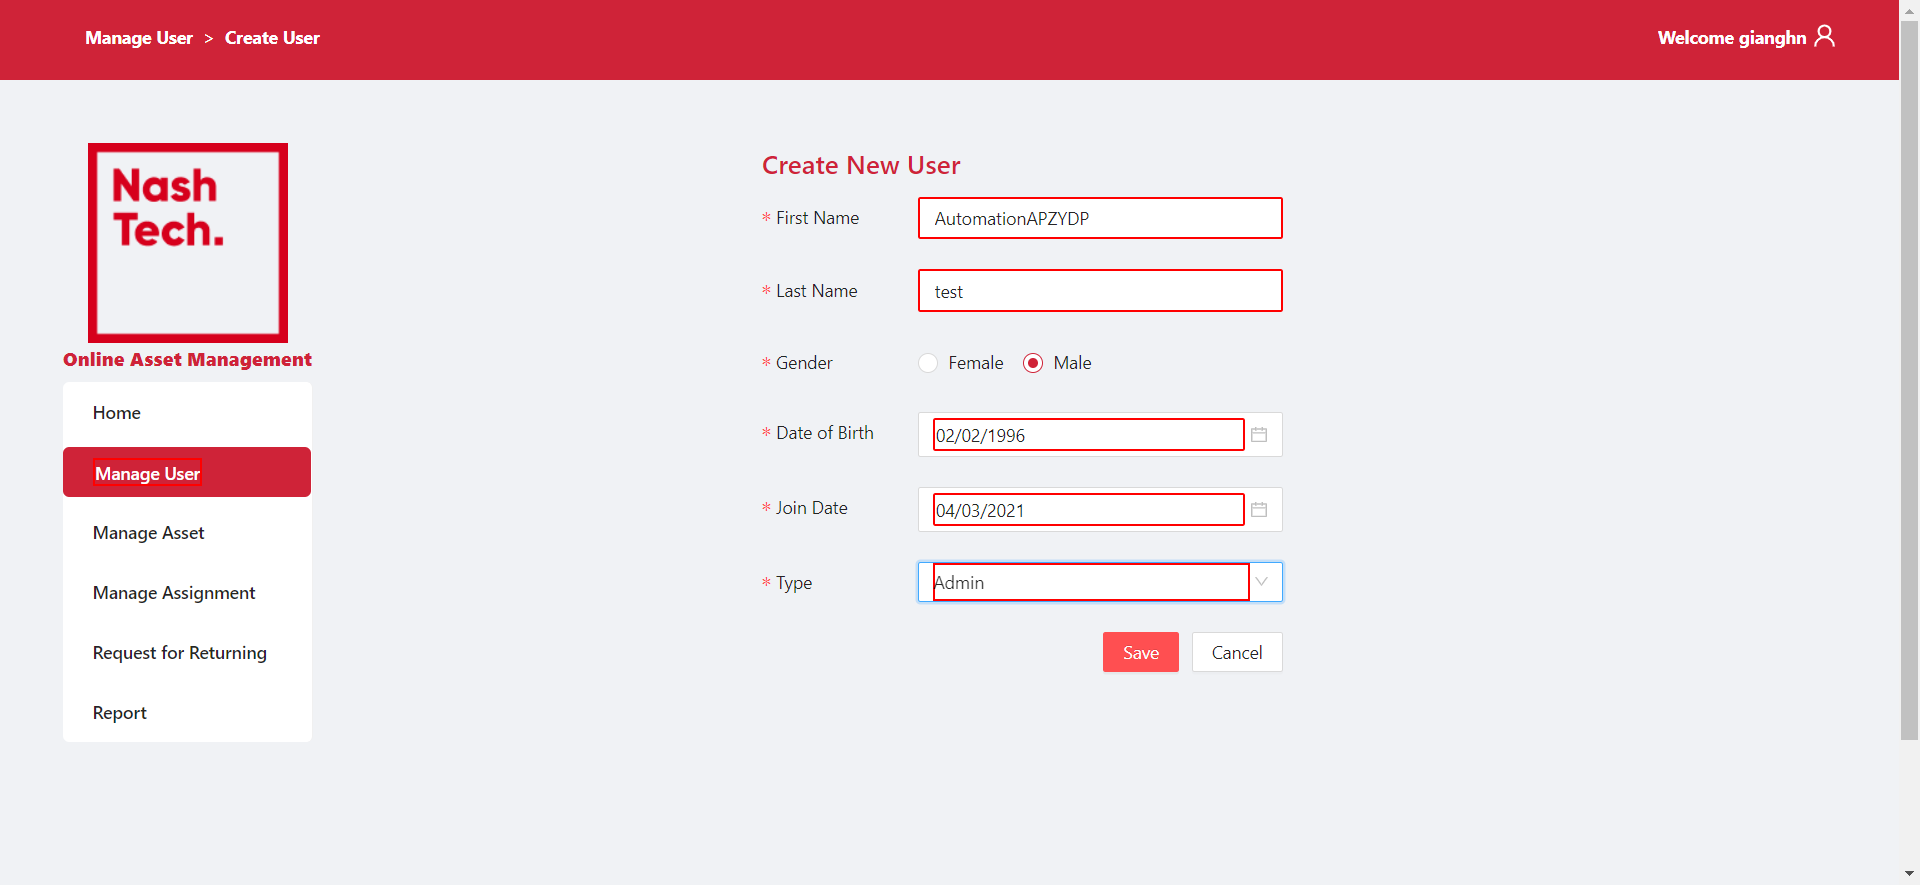 Manage User > Create User
Welcome gianghn
Nash
Tech.
Online Asset Management
Home
Manage User
Manage Asset
Manage Assignment
Request for Returning
Report
Create New User
* First Name
AutomationAPZYDP
* Last Name
test
* Gender
Female
Male
* Date of Birth
02/02/1996
* Join Date
04/03/2021
* Type
Admin
Save
Cancel